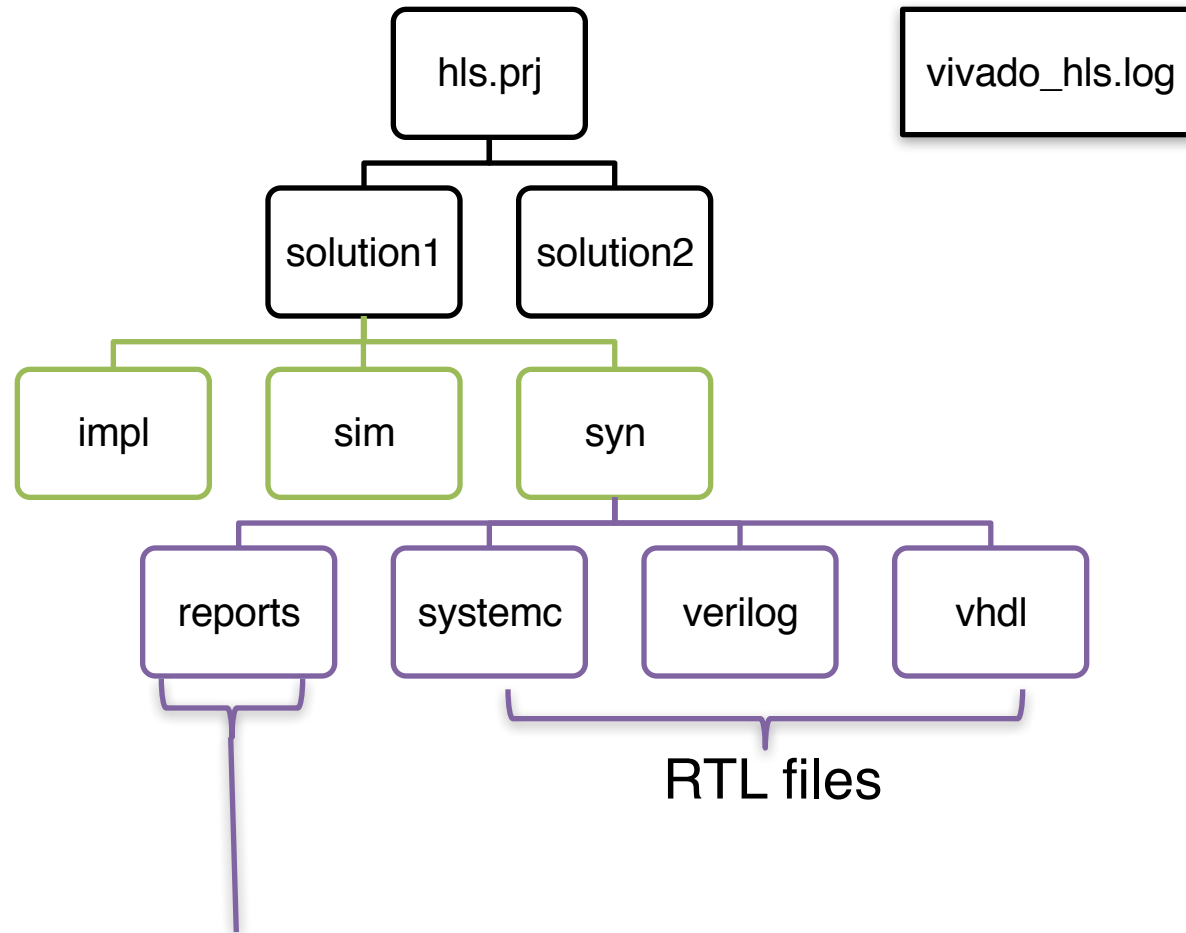 hls.prj
vivado_hls.log
solution1
solution2
impl
sim
syn
reports
systemc
verilog
vhdl
RTL files